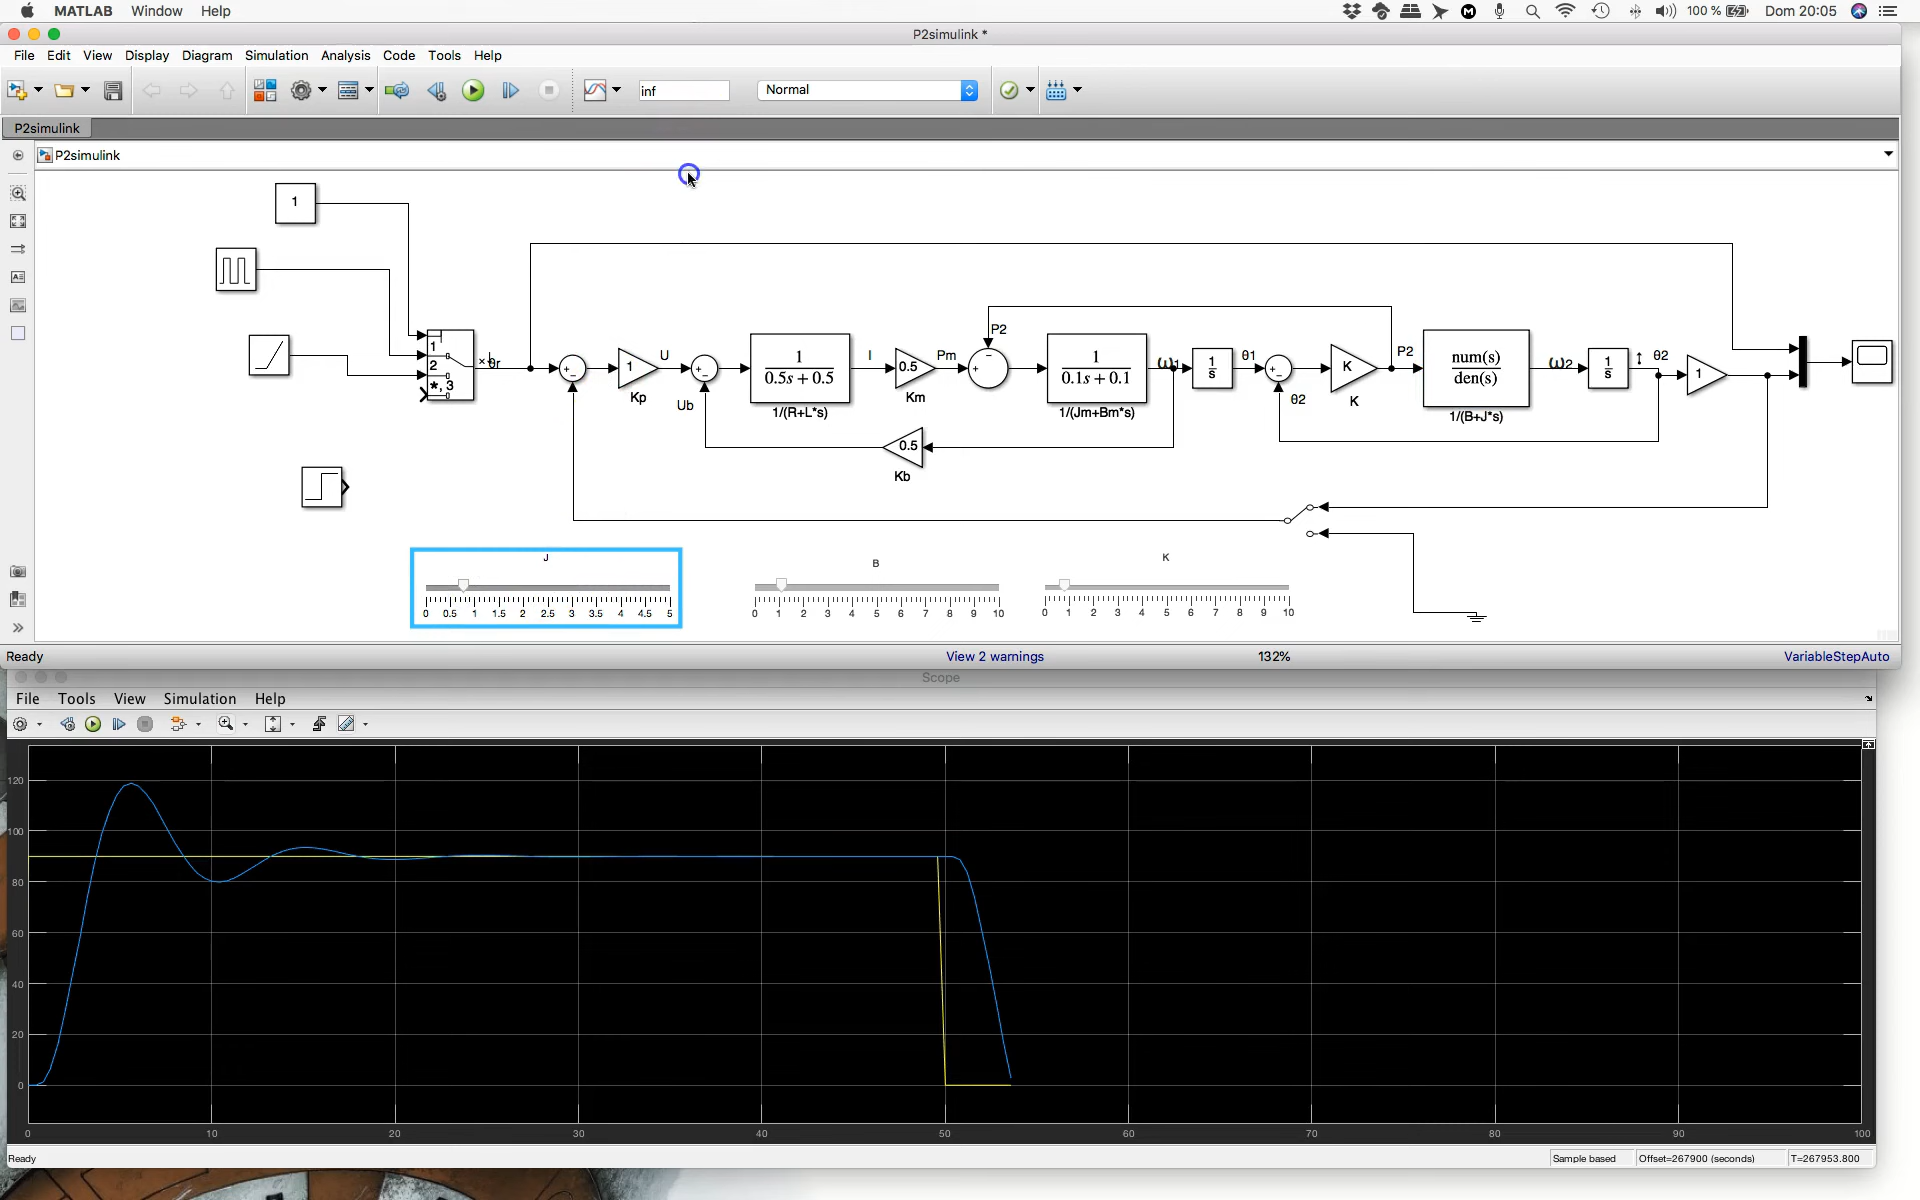 MATLAB Window Help 100 % Dom 20:05
P2simulink *
File Edit View Display Diagram Simulation Analysis Code Tools Help
inf Normal
P2simulink
P2simulink
1
1
2
*, 3
θr
1
Kp
U
Ub
1
0.5s + 0.5
1/(R+L*s)
I
0.5
Km
Pm
P2
1
0.1s + 0.1
1/(Jm+Bm*s)
ω1
1
s
θ1
θ2
K
K
P2
num(s)
den(s)
1/(B+J*s)
ω2
1
s
θ2
1
0.5
Kb
J
0 0.5 1 1.5 2 2.5 3 3.5 4 4.5 5
B
0 1 2 3 4 5 6 7 8 9 10
K
0 1 2 3 4 5 6 7 8 9 10
Ready View 2 warnings 132% VariableStepAuto
Scope
File Tools View Simulation Help
120
100
80
60
40
20
0
0 10 20 30 40 50 60 70 80 90 100
Ready Sample based Offset=267900 (seconds) T=267953.800